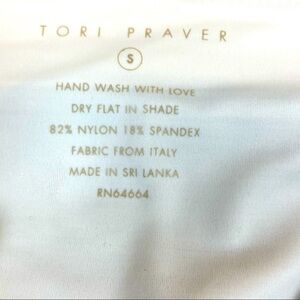 TORI PRAVER
S
HAND WASH WITH LOVE
DRY FLAT IN SHADE
82% NYLON 18% SPANDEX
FABRIC FROM ITALY
MADE IN SRI LANKA
RN64664